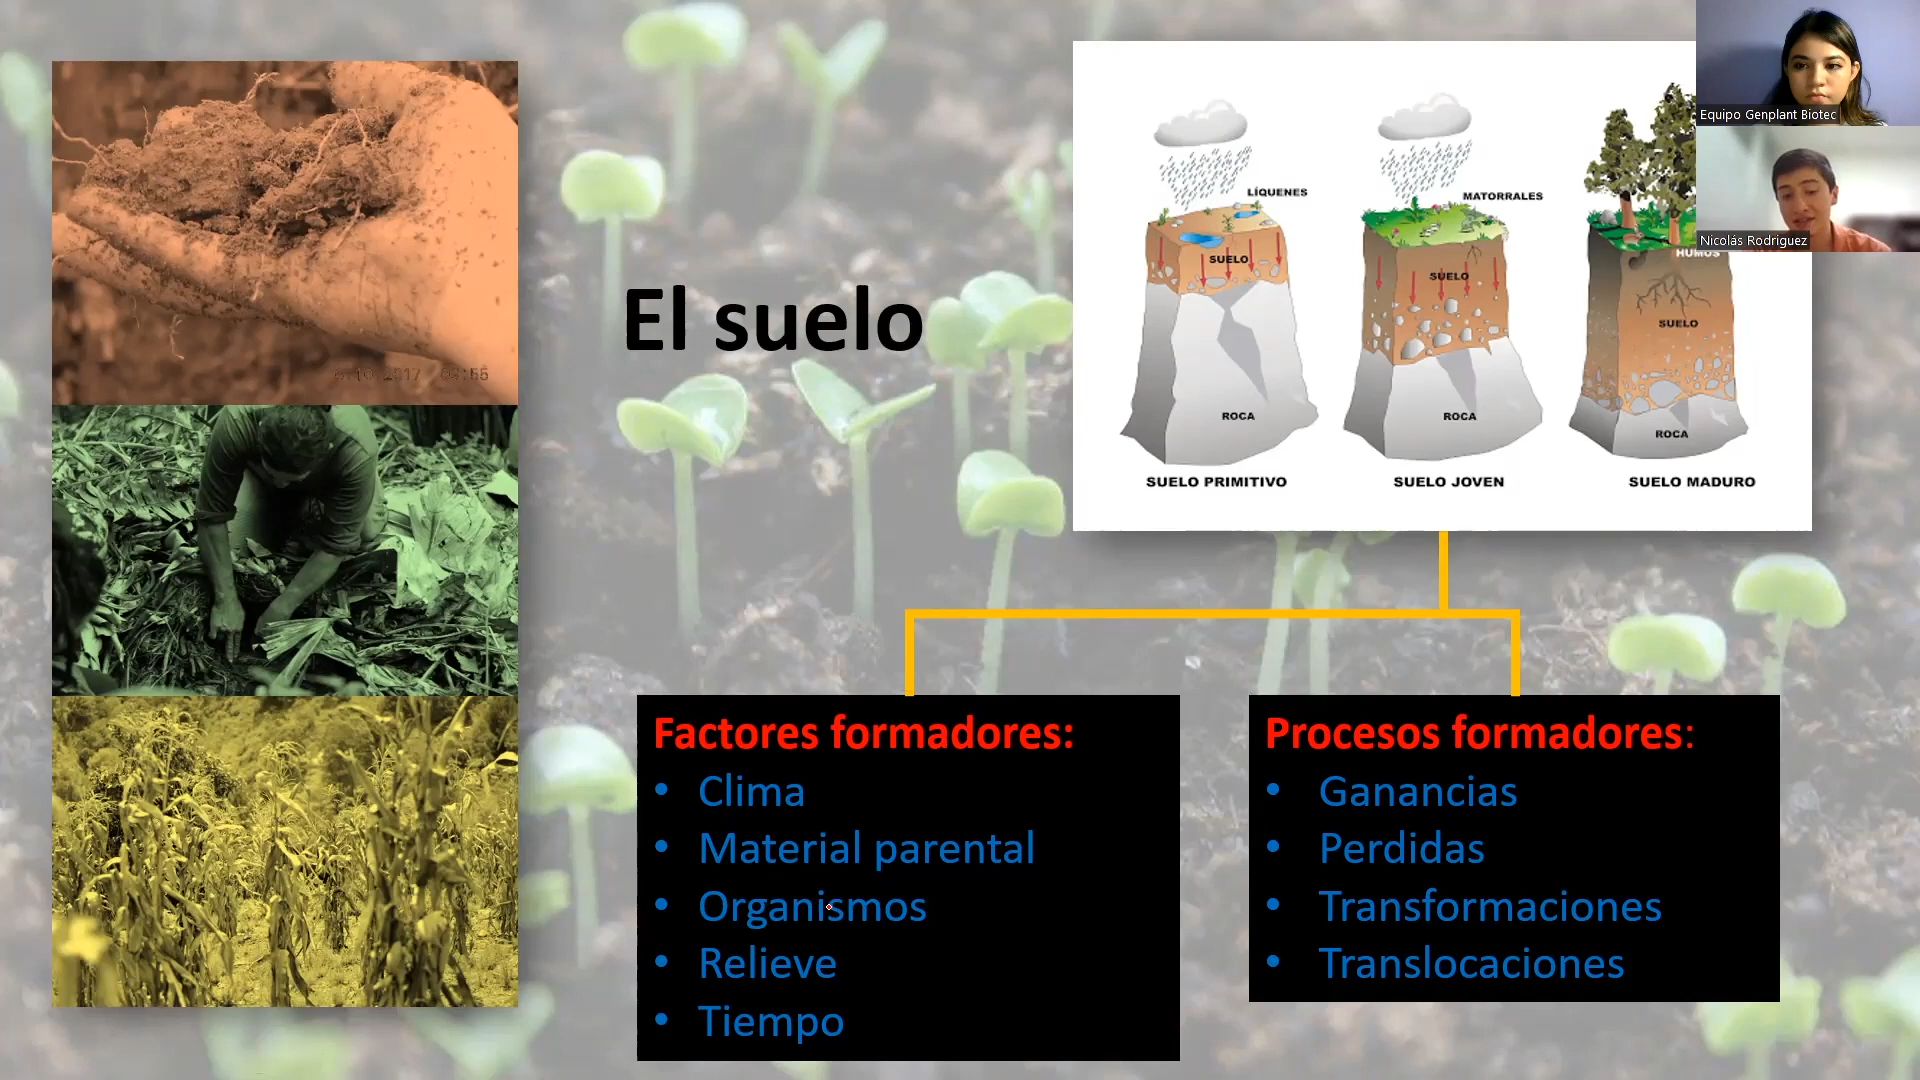 El suelo
LÍQUENES
SUELO
ROCA
SUELO PRIMITIVO
MATORRALES
SUELO
ROCA
SUELO JOVEN
HUMUS
SUELO
ROCA
SUELO MADURO
Equipo Genplant Biotec
Nicolás Rodriguez
Factores formadores:
• Clima
• Material parental
• Organismos
• Relieve
• Tiempo
Procesos formadores:
• Ganancias
• Perdidas
• Transformaciones
• Translocaciones